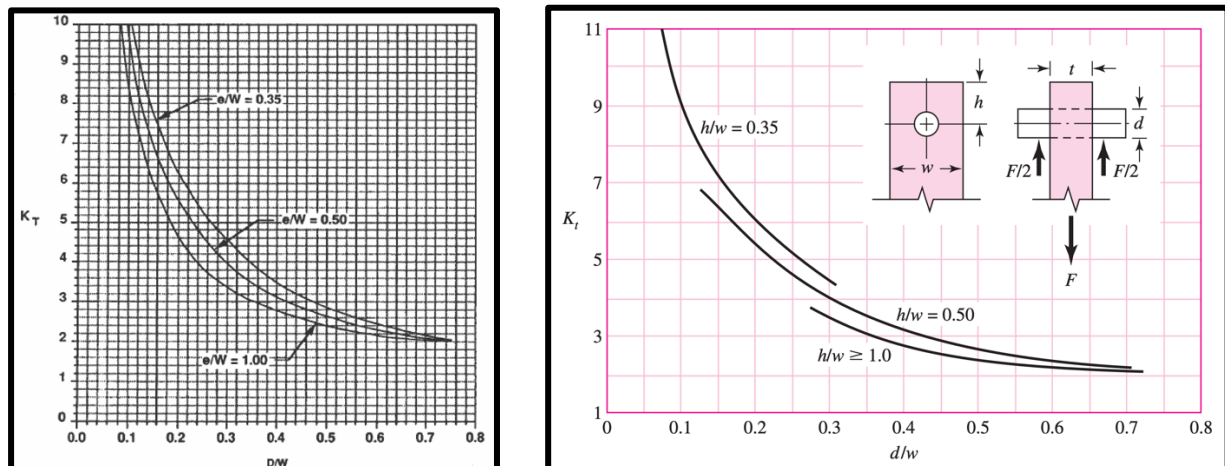 10
9
8
7
6
5
4
3
2
1
0
K T
e/W = 0.35
e/W = 0.50
e/W = 1.00
0.0 0.1 0.2 0.3 0.4 0.5 0.6 0.7 0.8
D/W
11
9
7
5
3
1
Kt
h/w = 0.35
h/w = 0.50
h/w ≥ 1.0
h
w
t
d
F/2 F/2
F
0 0.1 0.2 0.3 0.4 0.5 0.6 0.7 0.8
d/w